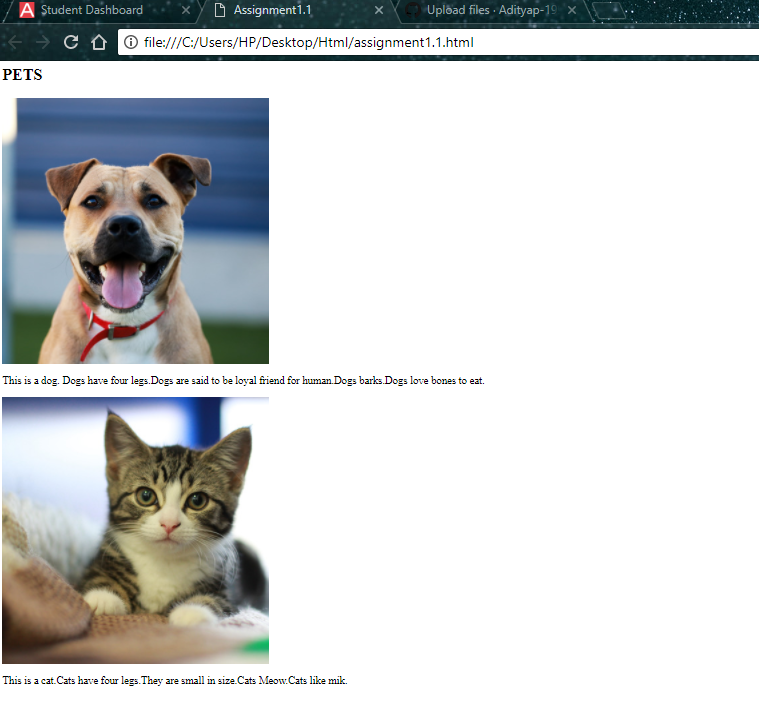 Student Dashboard
Assignment1.1
Upload files · Adityap-19
file:///C:/Users/HP/Desktop/Html/assignment1.1.html
PETS
This is a dog. Dogs have four legs.Dogs are said to be loyal friend for human.Dogs barks.Dogs love bones to eat.
This is a cat.Cats have four legs.They are small in size.Cats Meow.Cats like mik.